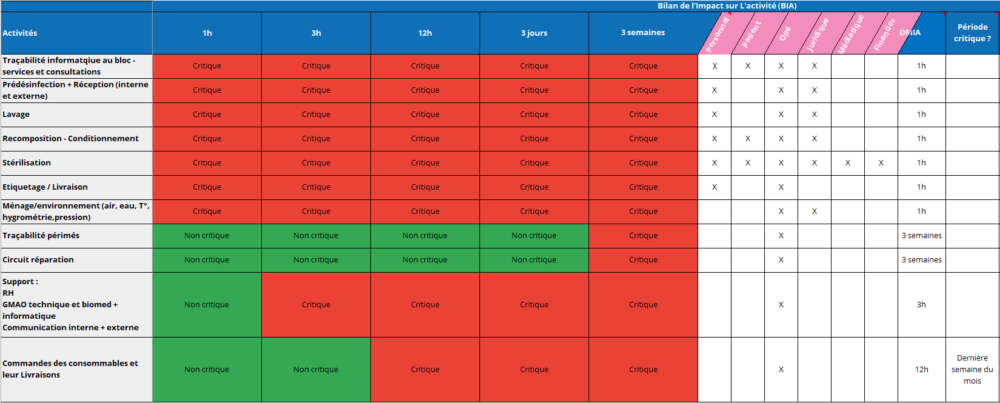 Bilan de l'Impact sur L'activité (BIA)
Activités 1h 3h 12h 3 jours 3 semaines Personnel Patient Opé Juridique Médiatique Financier DMIA Période
critique ?
Traçabilité informatqiue au bloc -
services et consultations Critique Critique Critique Critique Critique X X X X 1h
Prédésinfection + Réception (interne
et externe) Critique Critique Critique Critique Critique X X X 1h
Lavage Critique Critique Critique Critique Critique X X X 1h
Recomposition - Conditionnement Critique Critique Critique Critique Critique X X X X 1h
Stérilisation Critique Critique Critique Critique Critique X X X X X X 1h
Etiquetage / Livraison Critique Critique Critique Critique Critique X X 1h
Ménage/environnement (air, eau, T°,
hygrométrie,pression) Critique Critique Critique Critique Critique X X 1h
Traçabilité périmés Non critique Non critique Non critique Non critique Critique X 3 semaines
Circuit réparation Non critique Non critique Non critique Non critique Critique X 3 semaines
Support :
RH
GMAO technique et biomed +
informatique
Communication interne + externe
Non critique Critique Critique Critique Critique X 3h
Commandes des consommables et
leur Livraisons
Non critique Non critique Critique Critique Critique X 12h
Dernière
semaine du
mois